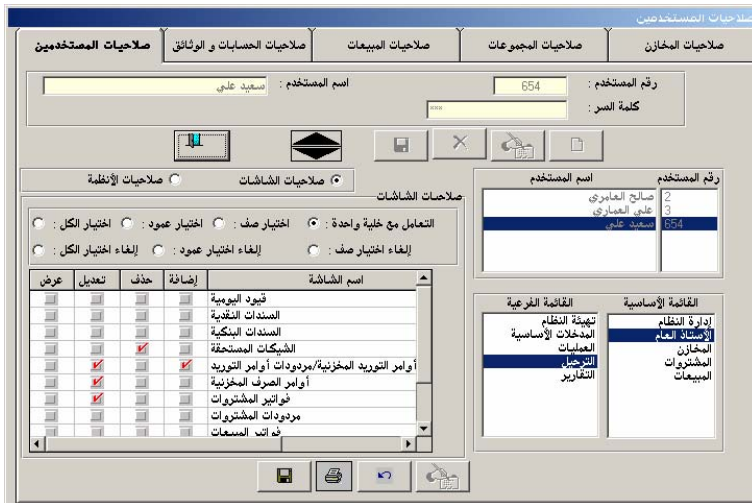 صلاحيات المستخدمين
صلاحيات المخازن
صلاحيات المجموعات
صلاحيات المبيعات
صلاحيات الحسابات و الوثائق
صلاحيات المستخدمين
رقم المستخدم : 654 اسم المستخدم : سعيد علي
كلمة السر : ***
صلاحيات الشاشات صلاحيات الأنظمة
رقم المستخدم اسم المستخدم
2 صالح العامري
3 علي العماري
654 سعيد علي
القائمة الأساسية
إدارة النظام
الأستاذ العام
المخازن
المشتروات
المبيعات
القائمة الفرعية
تهيئة النظام
المدخلات الأساسية
العمليات
الترحيل
التقارير
صلاحيات الشاشات
التعامل مع خلية واحدة : اختيار صف : اختيار عمود : اختيار الكل :
إلغاء اختيار صف : إلغاء اختيار عمود : إلغاء اختيار الكل :
اسم الشاشة إضافة حذف تعديل عرض
قيود اليومية
السندات النقدية
السندات البنكية
الشيكات المستحقة
أوامر التوريد المخزنية/مردودات أوامر التوريد
أوامر الصرف المخزنية
فواتير المشتروات
مردودات المشتروات
فواتير المبيعات